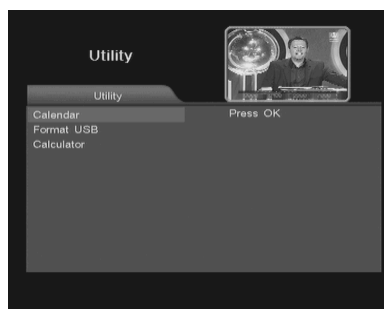 Utility
Utility
Calendar
Press OK
Format USB
Calculator